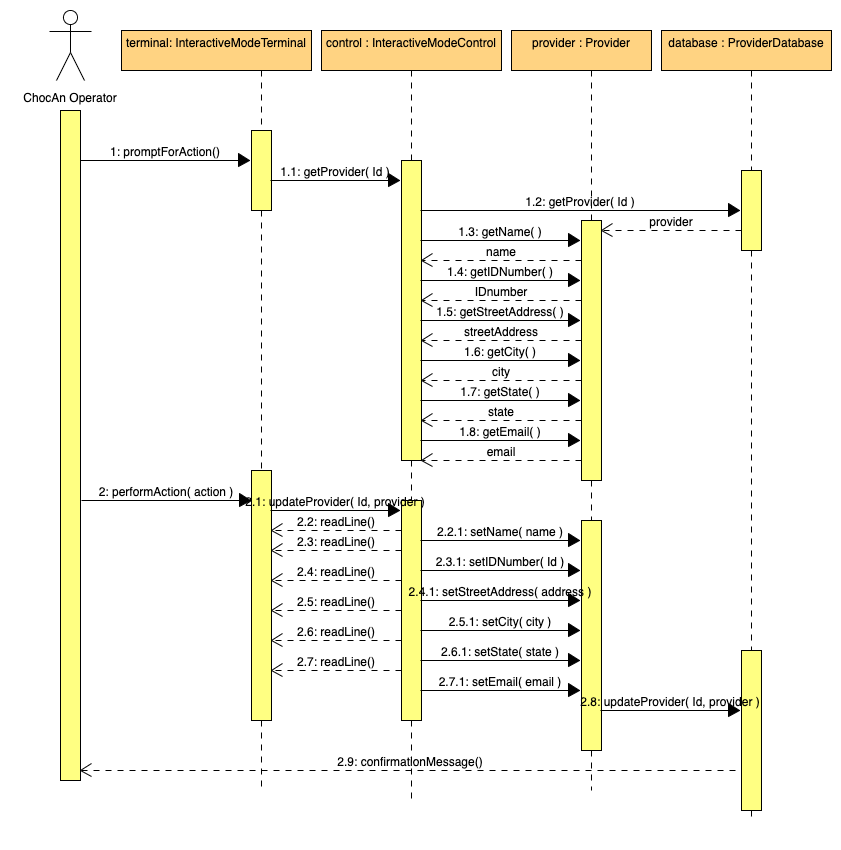 terminal: InteractiveModeTerminal
control : InteractiveModeControl
provider : Provider
database : ProviderDatabase
ChocAn Operator
1: promptForAction()
1.1: getProvider( Id )
1.2: getProvider( Id )
provider
1.3: getName( )
name
1.4: getIDNumber( )
IDnumber
1.5: getStreetAddress( )
streetAddress
1.6: getCity( )
city
1.7: getState( )
state
1.8: getEmail( )
email
2: performAction( action )
2.1: updateProvider( Id, provider )
2.2: readLine()
2.2.1: setName( name )
2.3: readLine()
2.3.1: setIDNumber( Id )
2.4: readLine()
2.4.1: setStreetAddress( address )
2.5: readLine()
2.5.1: setCity( city )
2.6: readLine()
2.6.1: setState( state )
2.7: readLine()
2.7.1: setEmail( email )
2.8: updateProvider( Id, provider )
2.9: confirmationMessage()